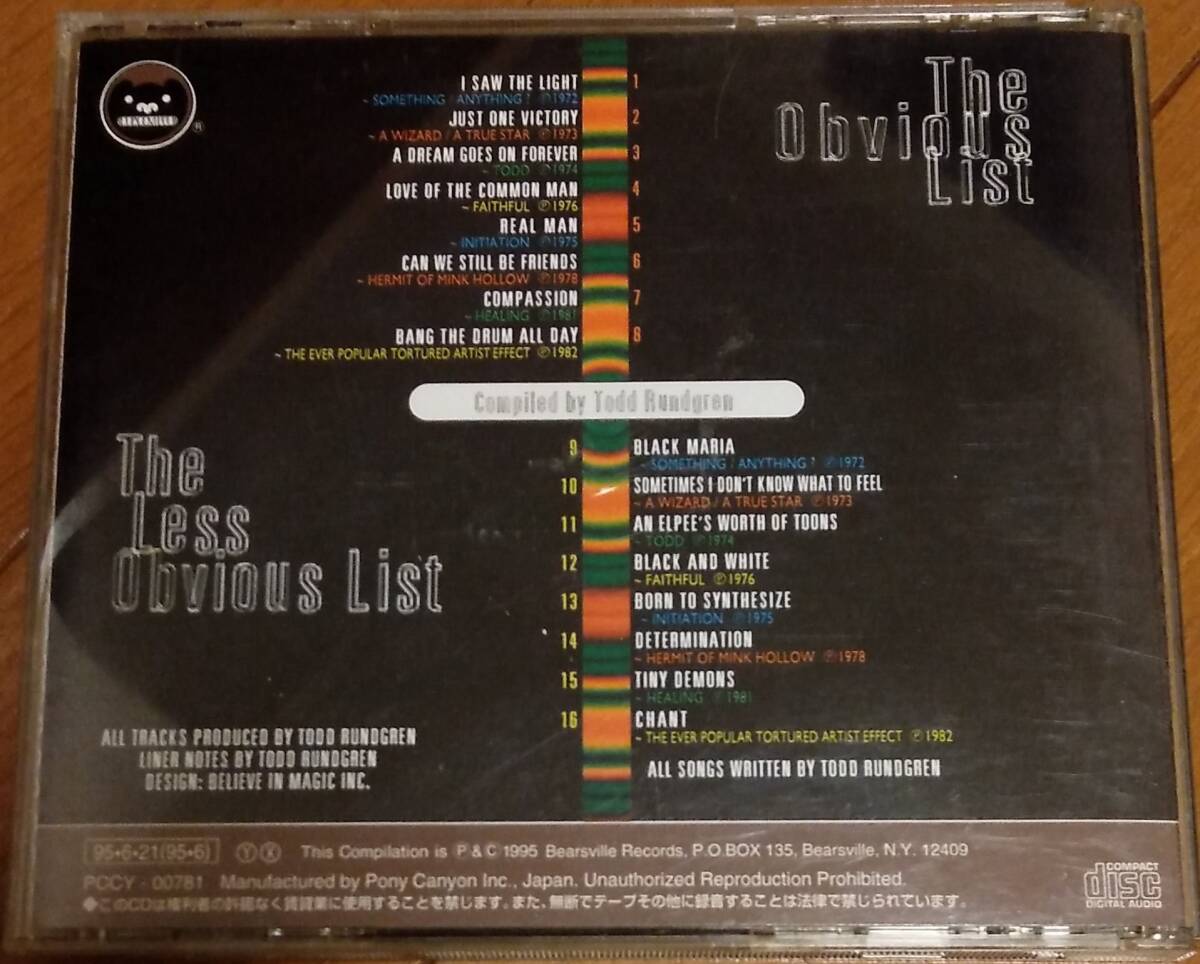 BEARSVILLE
®
The
Obvious
List
I SAW THE LIGHT 1
~ SOMETHING / ANYTHING? ℗1972
JUST ONE VICTORY 2
~ A WIZARD / A TRUE STAR ℗1973
A DREAM GOES ON FOREVER 3
~ TODD ℗1974
LOVE OF THE COMMON MAN 4
~ FAITHFUL ℗1976
REAL MAN 5
~ INITIATION ℗1975
CAN WE STILL BE FRIENDS 6
~ HERMIT OF MINK HOLLOW ℗1978
COMPASSION 7
~ HEALING ℗1981
BANG THE DRUM ALL DAY 8
~ THE EVER POPULAR TORTURED ARTIST EFFECT ℗1982
Compiled by Todd Rundgren
The
Less
Obvious List
9 BLACK MARIA
~ SOMETHING / ANYTHING? ℗1972
10 SOMETIMES I DON'T KNOW WHAT TO FEEL
~ A WIZARD / A TRUE STAR ℗1973
11 AN ELPEE'S WORTH OF TOONS
~ TODD ℗1974
12 BLACK AND WHITE
~ FAITHFUL ℗1976
13 BORN TO SYNTHESIZE
~ INITIATION ℗1975
14 DETERMINATION
~ HERMIT OF MINK HOLLOW ℗1978
15 TINY DEMONS
~ HEALING ℗1981
16 CHANT
~ THE EVER POPULAR TORTURED ARTIST EFFECT ℗1982
ALL TRACKS PRODUCED BY TODD RUNDGREN
LINER NOTES BY TODD RUNDGREN
DESIGN: BELIEVE IN MAGIC INC.
ALL SONGS WRITTEN BY TODD RUNDGREN
95•6•21(95•6) Ⓨ Ⓧ This Compilation is ℗ & © 1995 Bearsville Records, P.O.BOX 135, Bearsville, N.Y. 12409
PCCY-00781 Manufactured by Pony Canyon Inc., Japan. Unauthorized Reproduction Prohibited.
◆このCDは権利者の許諾なく賃貸業に使用することを禁じます。また、無断でテープその他に録音することは法律で禁じられています。
COMPACT
disc
DIGITAL AUDIO